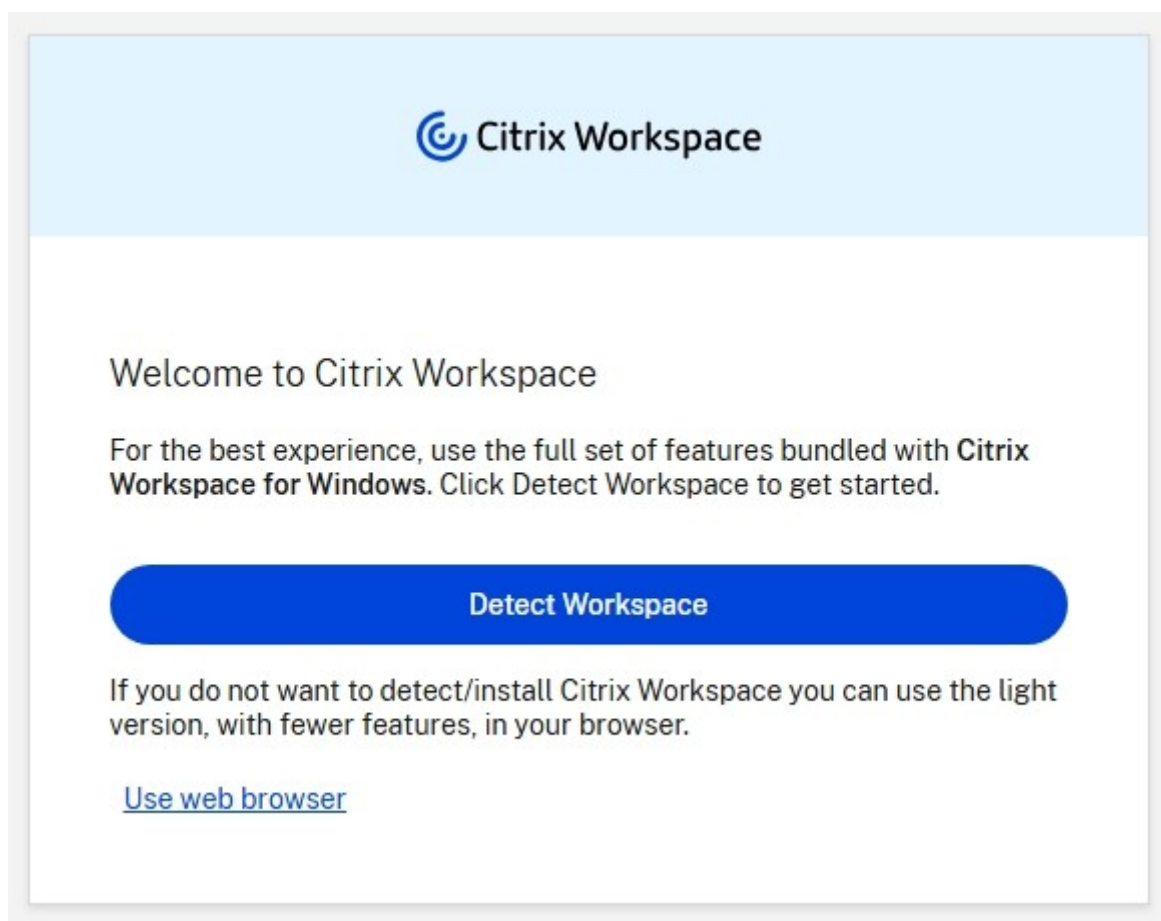 Citrix Workspace
Welcome to Citrix Workspace
For the best experience, use the full set of features bundled with Citrix
Workspace for Windows. Click Detect Workspace to get started.
Detect Workspace
If you do not want to detect/install Citrix Workspace you can use the light
version, with fewer features, in your browser.
Use web browser